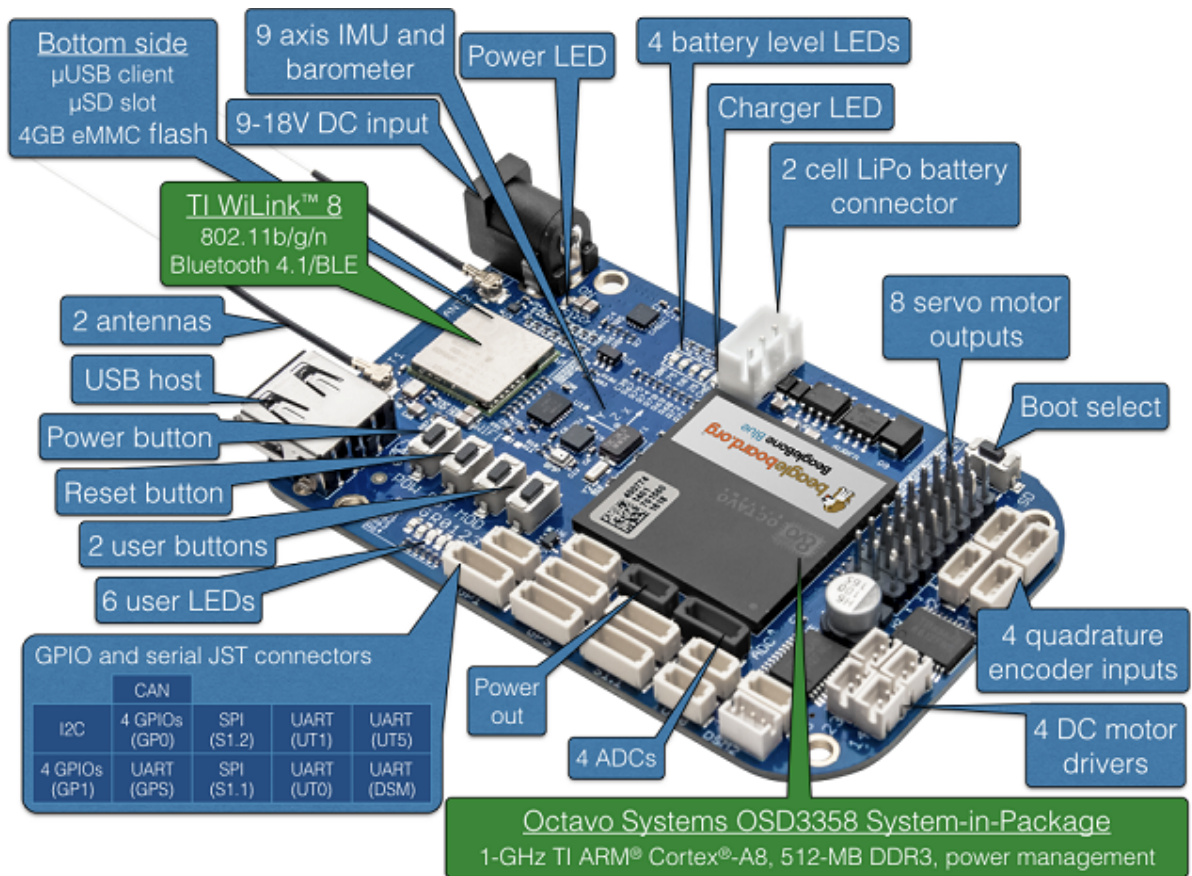 Bottom side
µUSB client
µSD slot
4GB eMMC flash
9 axis IMU and
barometer
Power LED
4 battery level LEDs
9-18V DC input
Charger LED
2 cell LiPo battery
connector
TI WiLink™ 8
802.11b/g/n
Bluetooth 4.1/BLE
2 antennas
8 servo motor
outputs
USB host
Boot select
Power button
Reset button
2 user buttons
6 user LEDs
beagleboard.org
BeagleBone Blue
OCTAVO
GPIO and serial JST connectors
CAN
I2C
4 GPIOs
(GP0)
SPI
(S1.2)
UART
(UT1)
UART
(UT5)
4 GPIOs
(GP1)
UART
(GPS)
SPI
(S1.1)
UART
(UT0)
UART
(DSM)
Power
out
4 ADCs
4 quadrature
encoder inputs
4 DC motor
drivers
Octavo Systems OSD3358 System-in-Package
1-GHz TI ARM® Cortex®-A8, 512-MB DDR3, power management